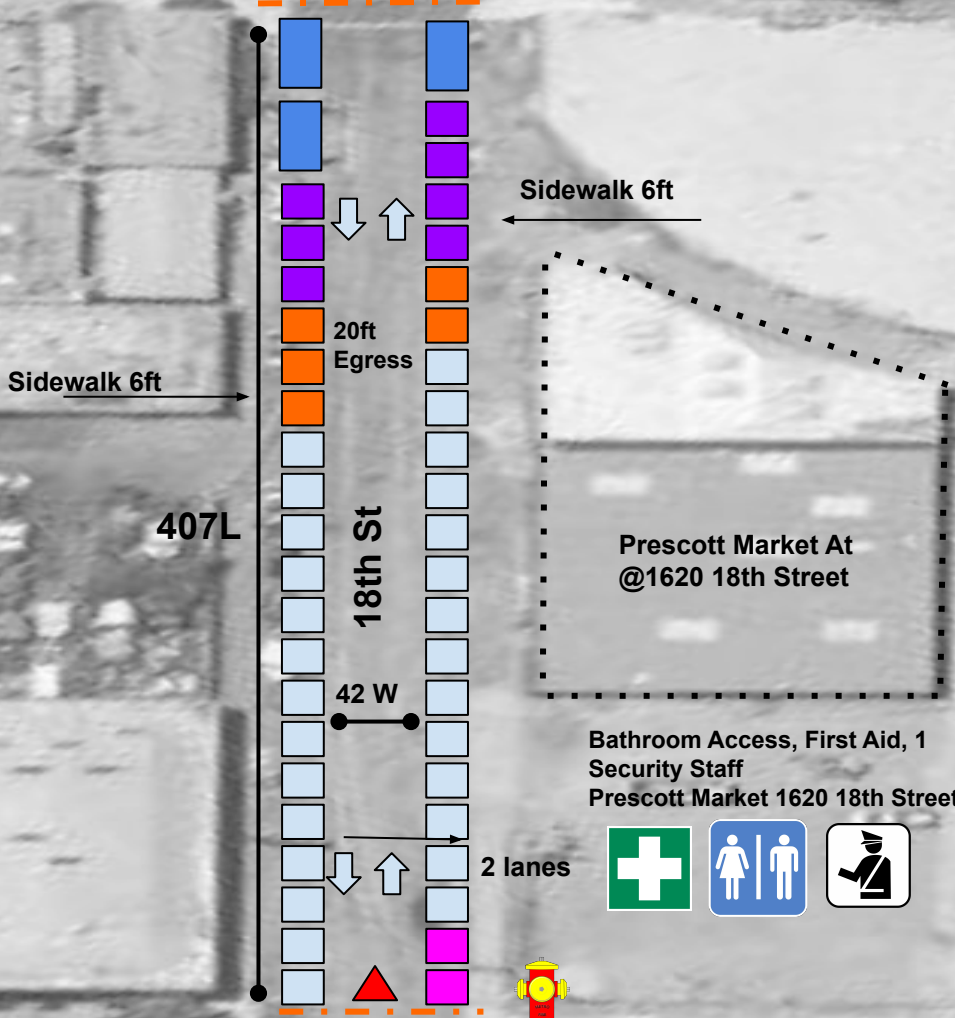 Sidewalk 6ft
20ft
Egress
Sidewalk 6ft
407L
18th St
Prescott Market At
@1620 18th Street
42 W
Bathroom Access, First Aid, 1
Security Staff
Prescott Market 1620 18th Street
2 lanes